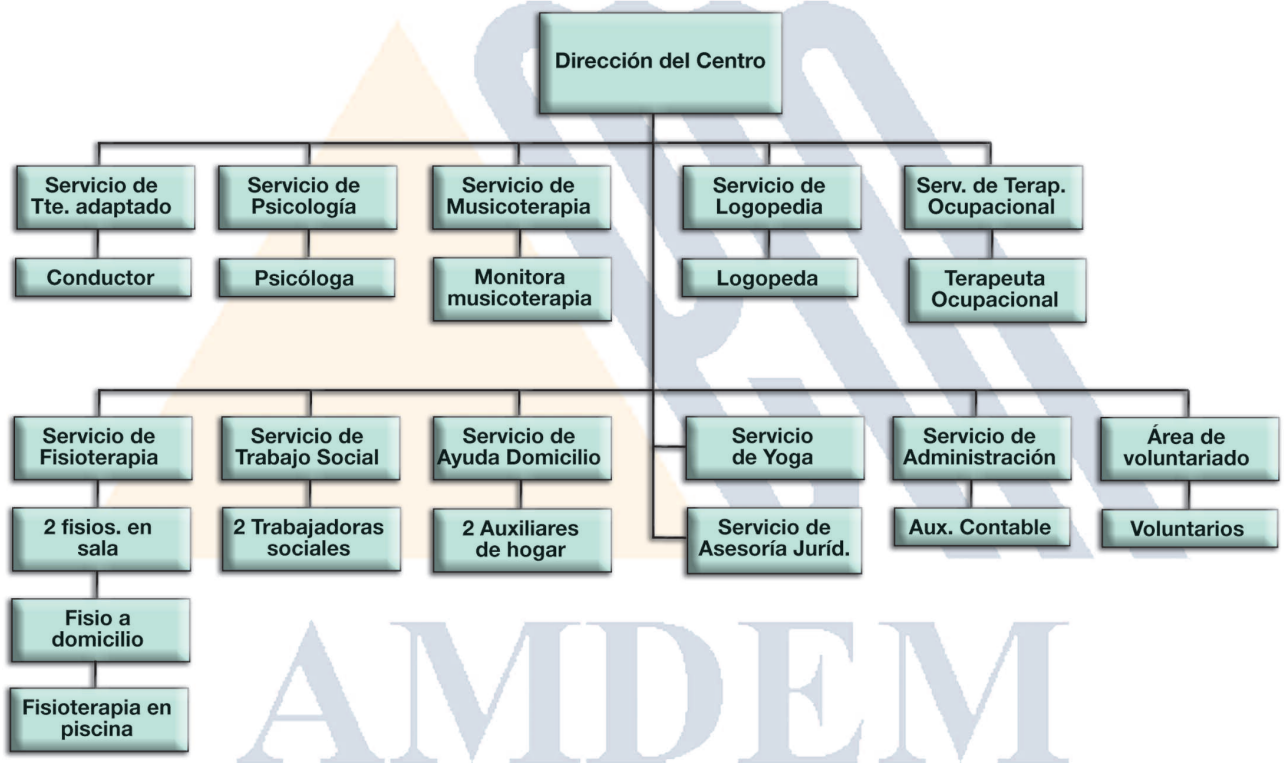 Dirección del Centro
Servicio de
Tte. adaptado
Servicio de
Psicología
Servicio de
Musicoterapia
Servicio de
Logopedia
Serv. de Terap.
Ocupacional
Conductor
Psicóloga
Monitora
musicoterapia
Logopeda
Terapeuta
Ocupacional
Servicio de
Fisioterapia
Servicio de
Trabajo Social
Servicio de
Ayuda Domicilio
Servicio
de Yoga
Servicio de
Administración
Área de
voluntariado
2 fisios. en
sala
2 Trabajadoras
sociales
2 Auxiliares
de hogar
Servicio de
Asesoría Juríd.
Aux. Contable
Voluntarios
Fisio a
domicilio
Fisioterapia en
piscina
AMDEM